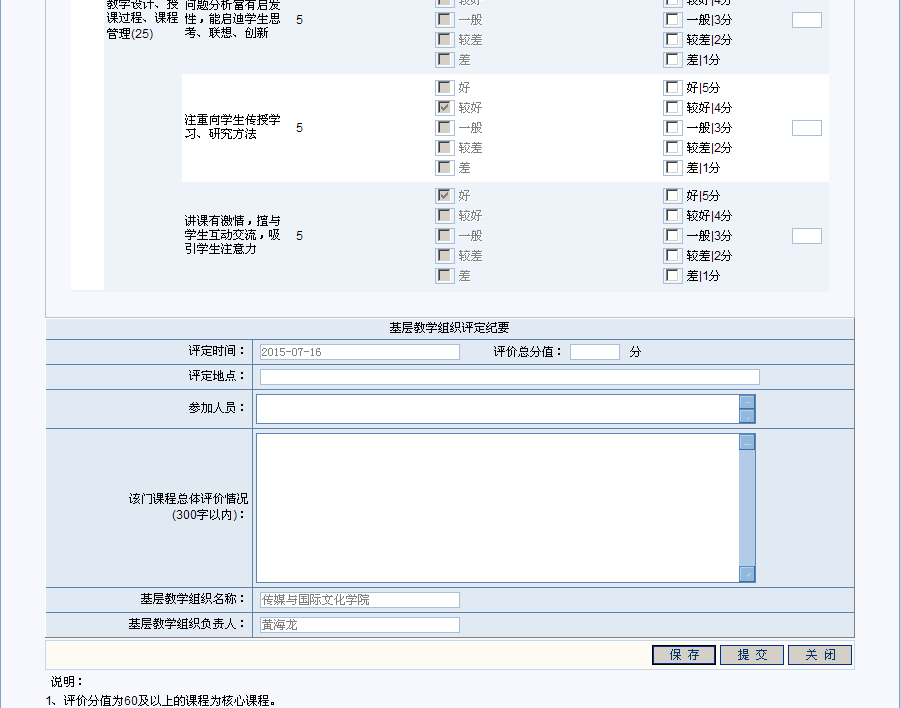 教学设计、授
课过程、课程
管理(25)
问题分析富有启发
性，能启迪学生思
考、联想、创新
5
较好
一般
较差
差
较好|4分
一般|3分
较差|2分
差|1分
注重向学生传授学
习、研究方法
5
好
较好
一般
较差
差
好|5分
较好|4分
一般|3分
较差|2分
差|1分
讲课有激情，擅与
学生互动交流，吸
引学生注意力
5
好
较好
一般
较差
差
好|5分
较好|4分
一般|3分
较差|2分
差|1分
基层教学组织评定纪要
评定时间： 2015-07-16 评价总分值： 分
评定地点：
参加人员：
该门课程总体评价情况
(300字以内)：
基层教学组织名称： 传媒与国际文化学院
基层教学组织负责人： 黄海龙
保 存 提 交 关 闭
说明：
1、评价分值为60及以上的课程为核心课程。